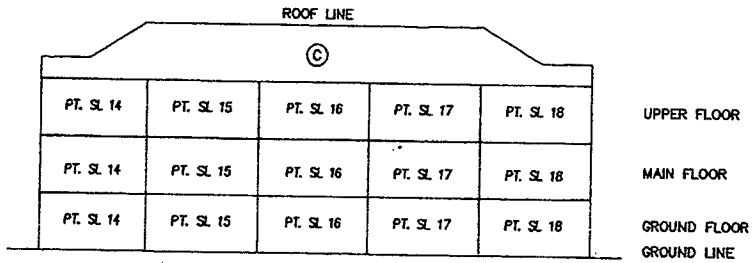 ROOF LINE
C
PT. SL 14 PT. SL 15 PT. SL 16 PT. SL 17 PT. SL 18 UPPER FLOOR
PT. SL 14 PT. SL 15 PT. SL 16 PT. SL 17 PT. SL 18 MAIN FLOOR
PT. SL 14 PT. SL 15 PT. SL 16 PT. SL 17 PT. SL 18 GROUND FLOOR
GROUND LINE